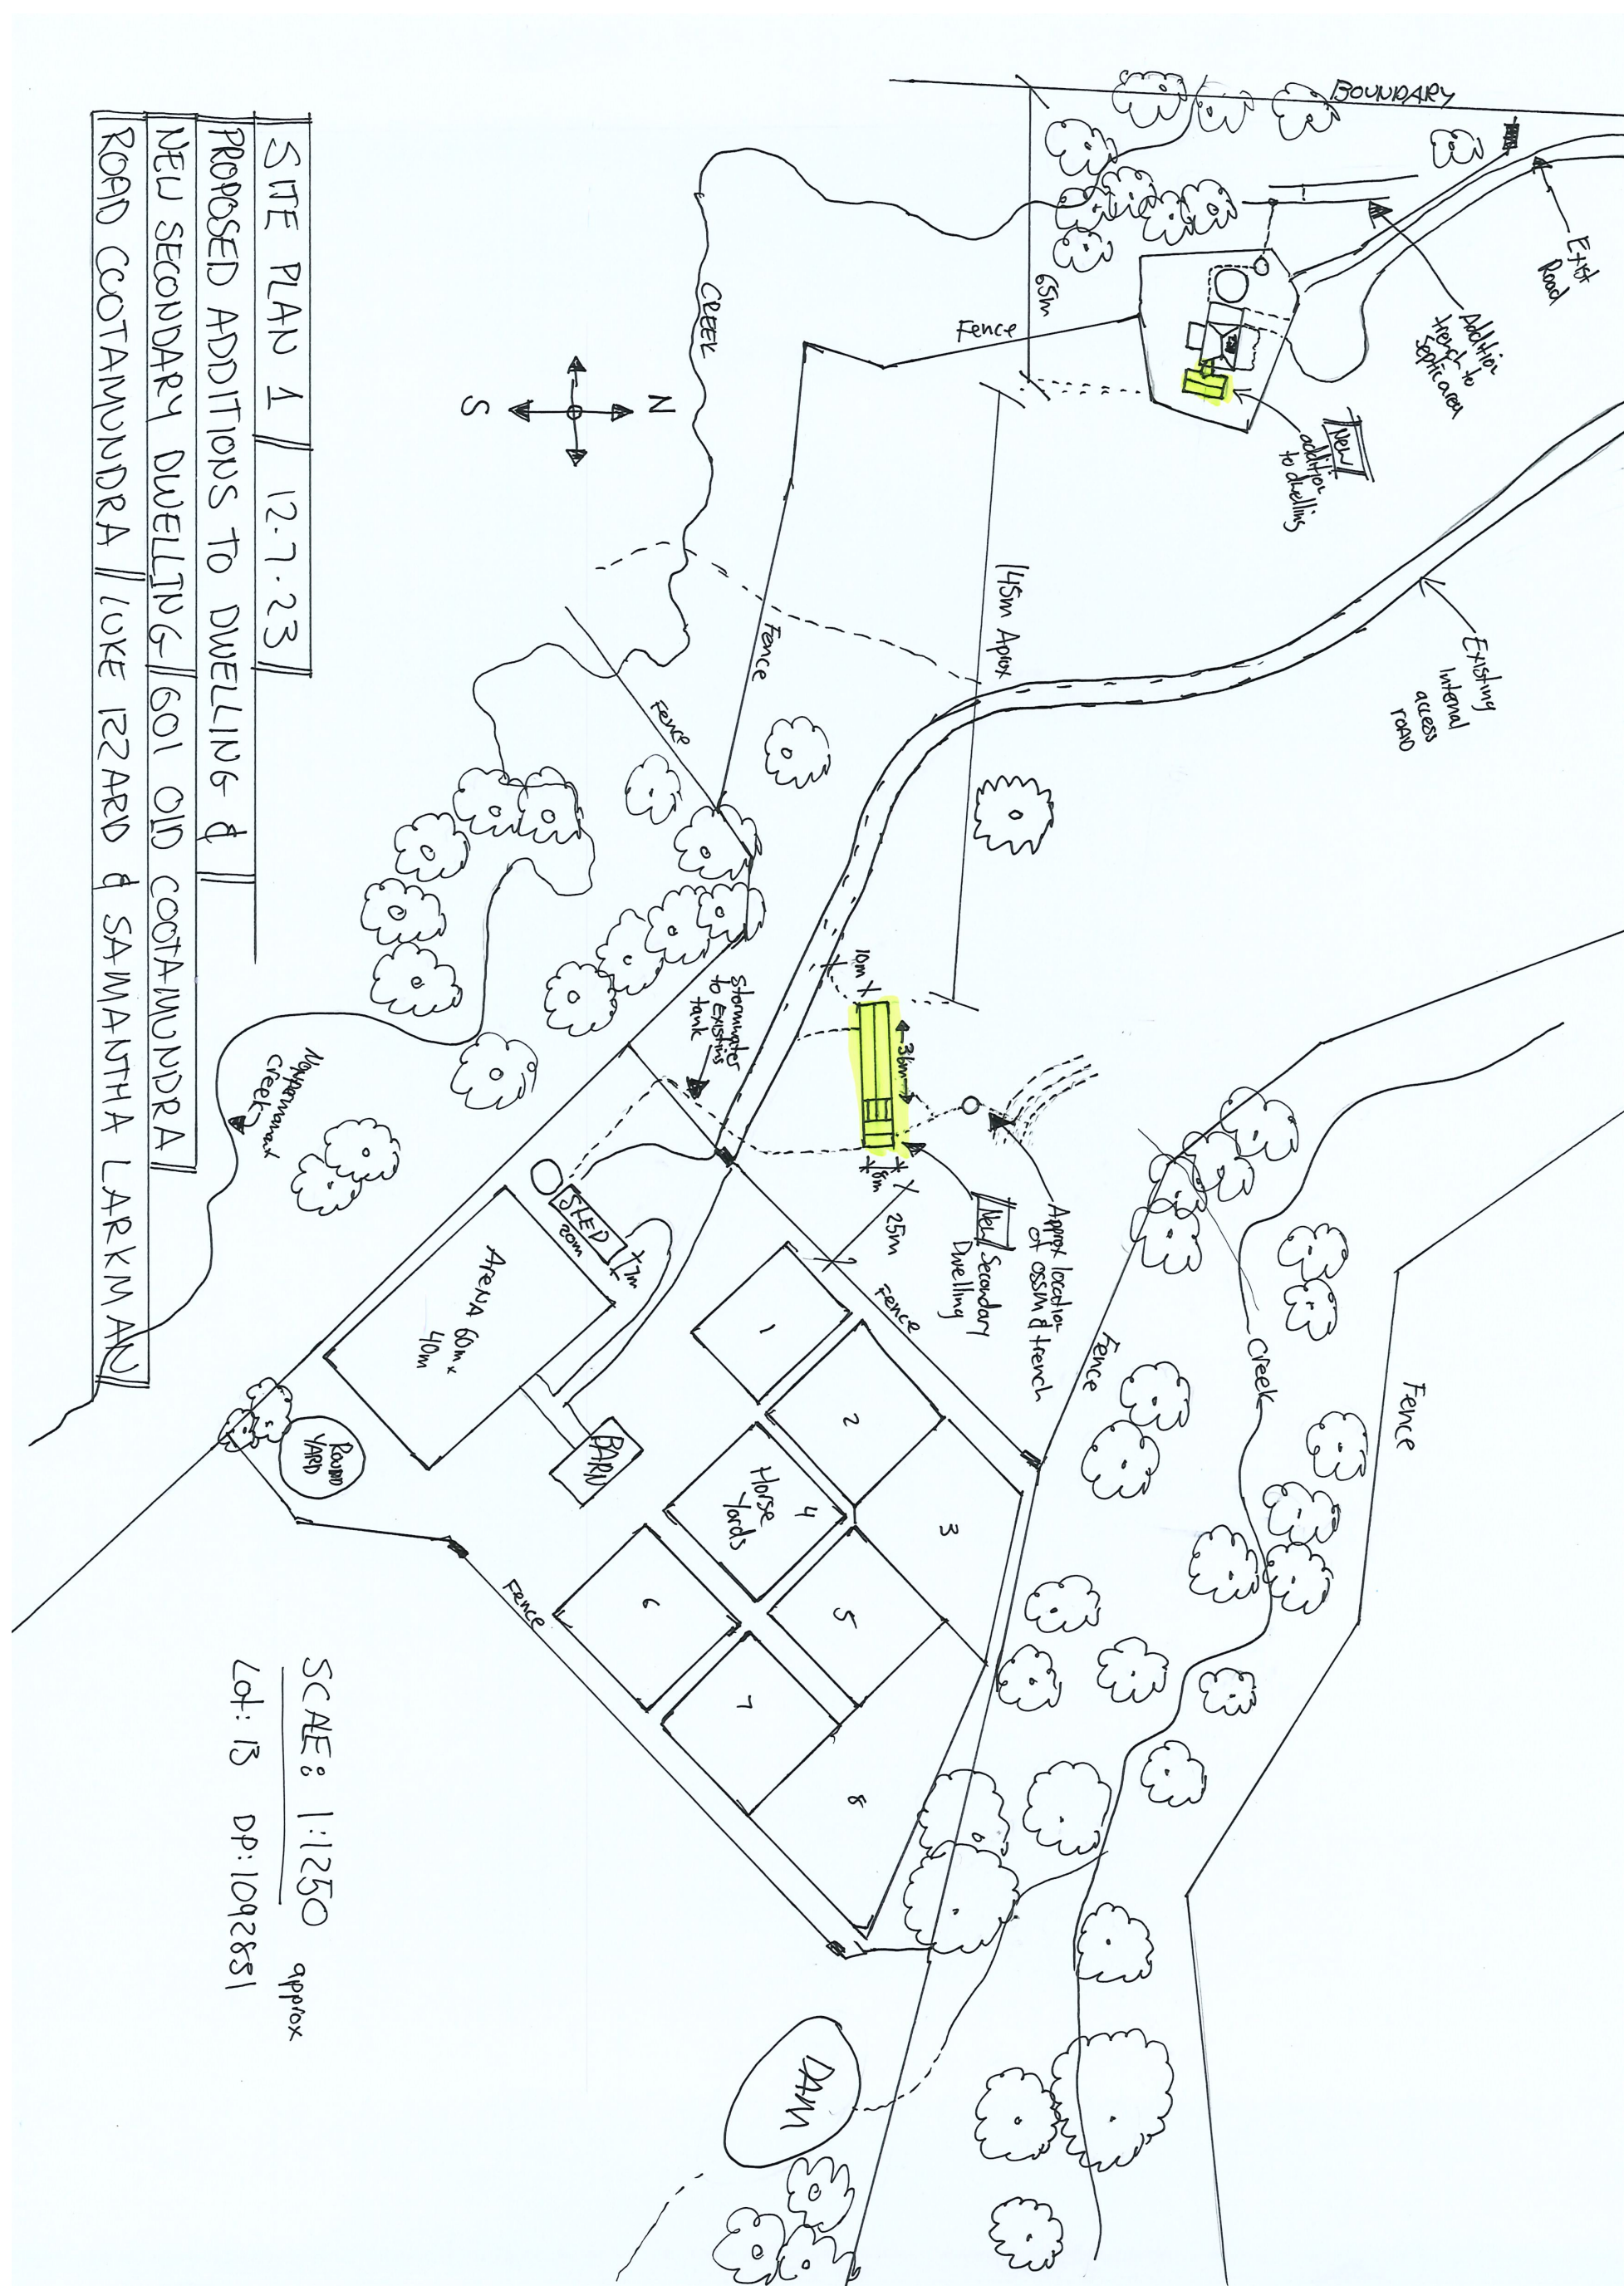 SITE PLAN 1 / 12.7.23
PROPOSED ADDITIONS TO DWELLING &
NEW SECONDARY DWELLING / 601 OLD COOTAMUNDRA
ROAD COOTAMUNDRA / LUKE IZZARD & SAMANTHA LARKMAN
BOUNDARY
Exist
Road
Addition
trench to
Septic area
New
addition
to dwelling
65m
Fence
CREEK
N
S
145m Aprox
Existing
Internal
access
ROAD
Fence
Fence
Stormwater
to existing
tank
10m
36m
8m
25m
New Secondary
Dwelling
Approx location
of OSSM & trench
Creek
SHED
20m
7m
ARENA 60m x
40m
ROUND
YARD
BARN
Fence
Fence
Creek
Fence
1
2
3
4
Horse
Yards
5
6
7
8
Fence
DAM
SCALE: 1:1250 approx
Lot: 13 DP: 1092881